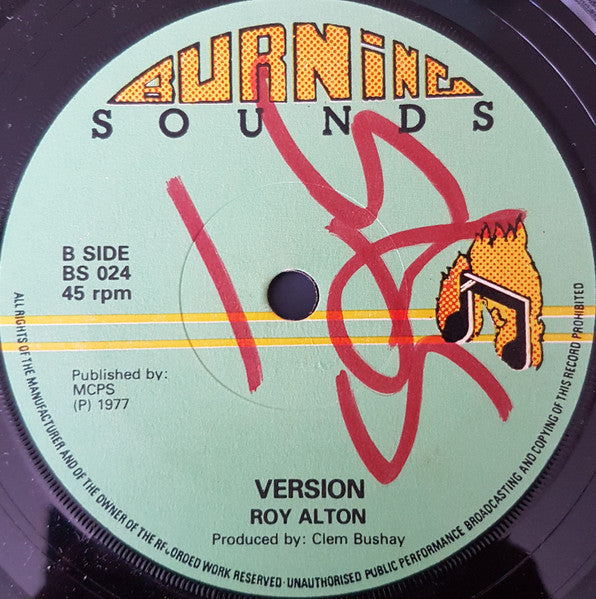 BURNiNG
SOUNDS
B SIDE
BS 024
45 rpm
Published by:
MCPS
(P) 1977
VERSION
ROY ALTON
Produced by: Clem Bushay
ALL RIGHTS OF THE MANUFACTURER AND OF THE OWNER OF THE RECORDED WORK RESERVED·UNAUTHORISED PUBLIC PERFORMANCE BROADCASTING AND COPYING OF THIS RECORD PROHIBITED